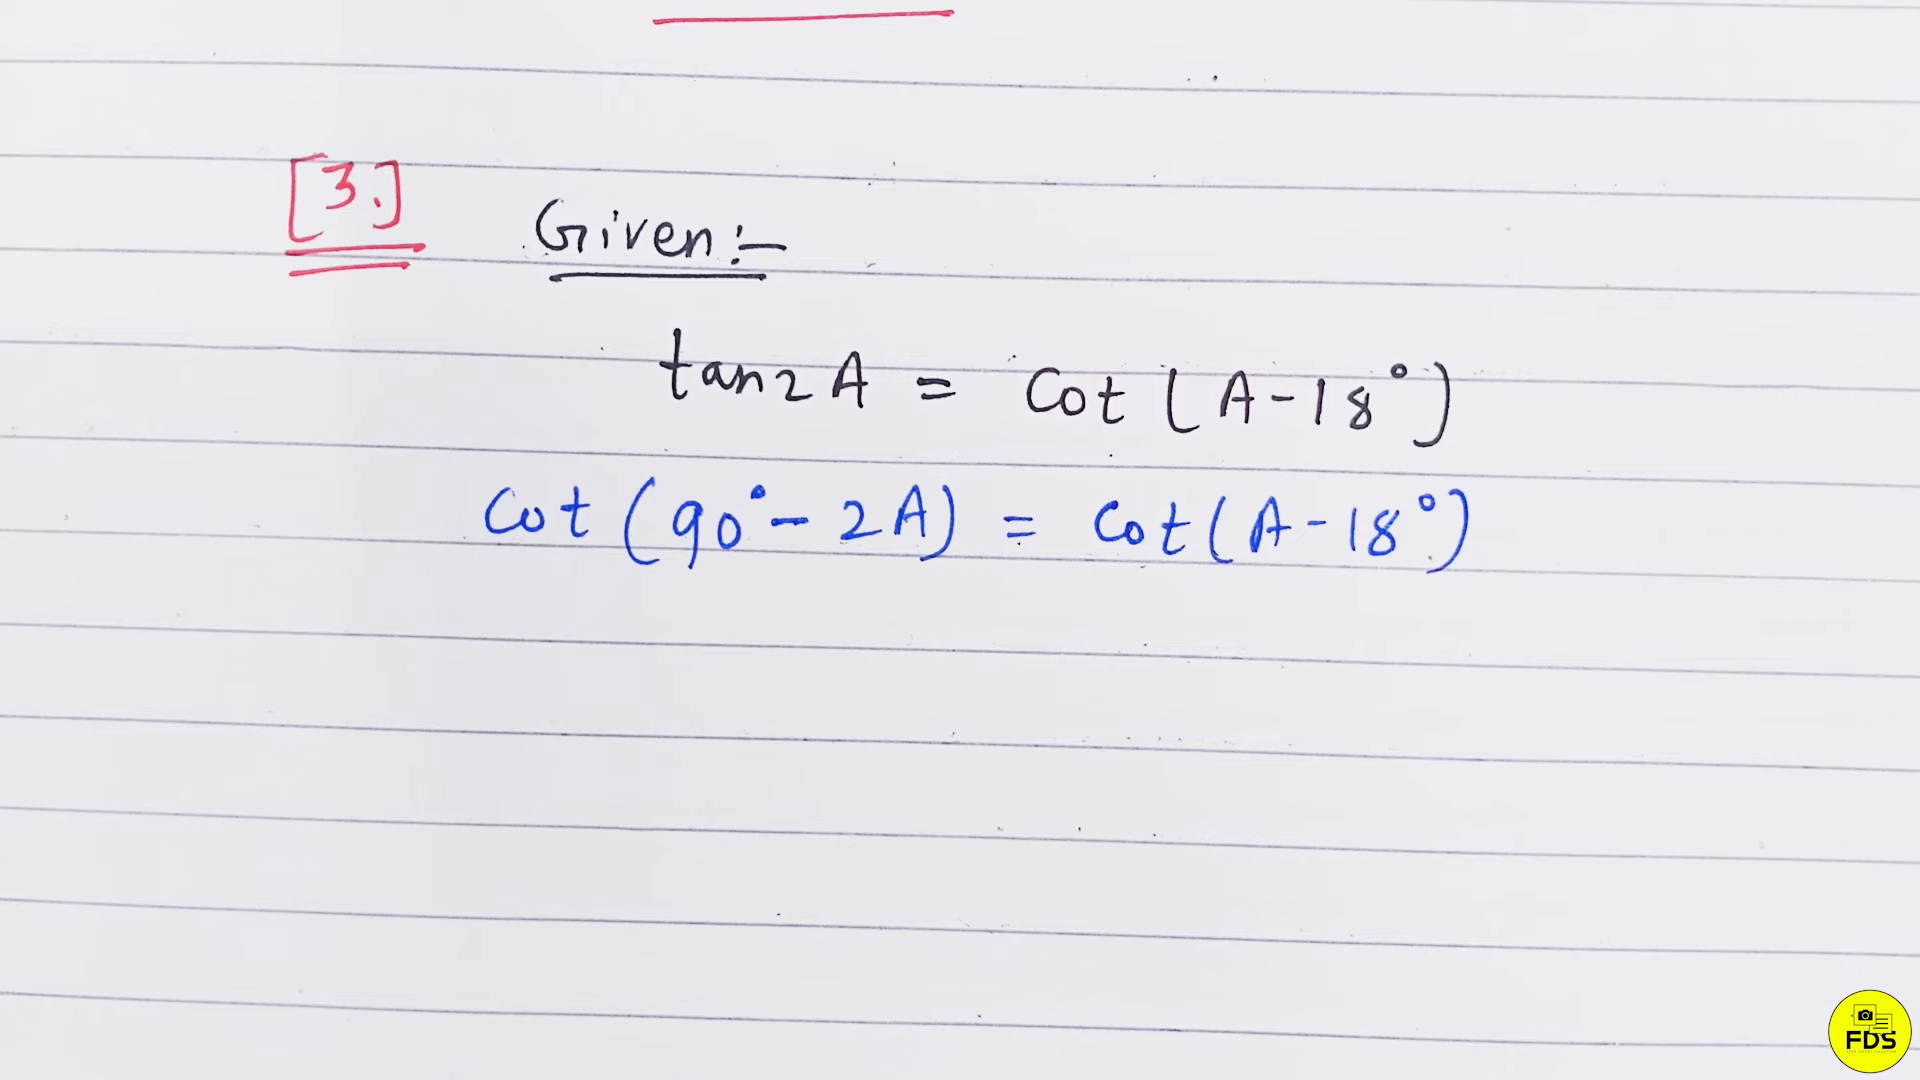 [3.] Given:-
tan2A = Cot (A-18°)
Cot (90°- 2A) = Cot (A-18°)
FDS